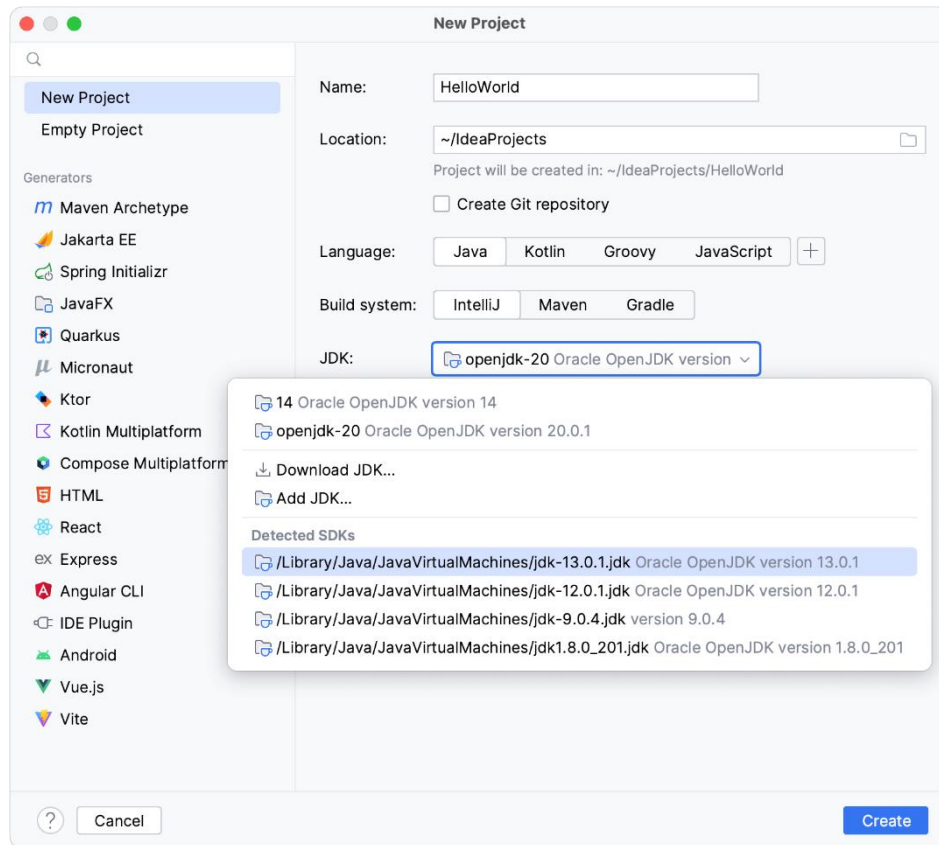 New Project
New Project
Empty Project
Generators
Maven Archetype
Jakarta EE
Spring Initializr
JavaFX
Quarkus
Micronaut
Ktor
Kotlin Multiplatform
Compose Multiplatform
HTML
React
ex Express
Angular CLI
IDE Plugin
Android
Vue.js
Vite
Name: HelloWorld
Location: ~/IdeaProjects
Project will be created in: ~/IdeaProjects/HelloWorld
Create Git repository
Language: Java Kotlin Groovy JavaScript
Build system: IntelliJ Maven Gradle
JDK: openjdk-20 Oracle OpenJDK version
14 Oracle OpenJDK version 14
openjdk-20 Oracle OpenJDK version 20.0.1
Download JDK...
Add JDK...
Detected SDKs
/Library/Java/JavaVirtualMachines/jdk-13.0.1.jdk Oracle OpenJDK version 13.0.1
/Library/Java/JavaVirtualMachines/jdk-12.0.1.jdk Oracle OpenJDK version 12.0.1
/Library/Java/JavaVirtualMachines/jdk-9.0.4.jdk version 9.0.4
/Library/Java/JavaVirtualMachines/jdk1.8.0_201.jdk Oracle OpenJDK version 1.8.0_201
? Cancel Create